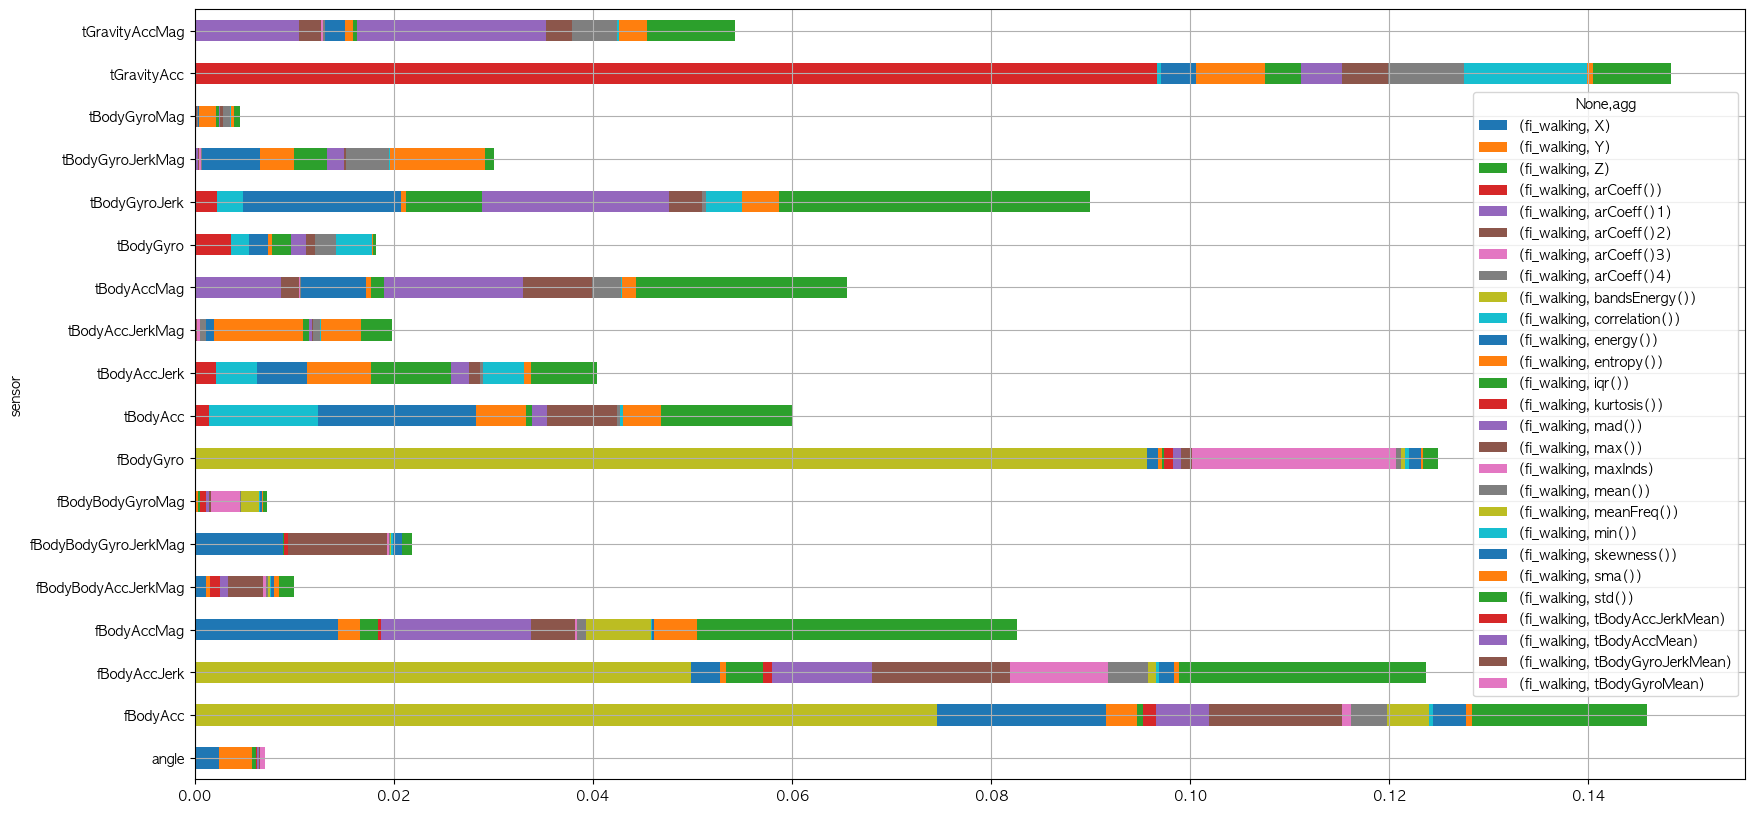 tGravityAccMag
tGravityAcc
tBodyGyroMag
tBodyGyroJerkMag
tBodyGyroJerk
tBodyGyro
tBodyAccMag
tBodyAccJerkMag
tBodyAccJerk
tBodyAcc
fBodyGyro
fBodyBodyGyroMag
fBodyBodyGyroJerkMag
fBodyBodyAccJerkMag
fBodyAccMag
fBodyAccJerk
fBodyAcc
angle
sensor
0.00 0.02 0.04 0.06 0.08 0.10 0.12 0.14
None,agg
(fi_walking, X)
(fi_walking, Y)
(fi_walking, Z)
(fi_walking, arCoeff())
(fi_walking, arCoeff()1)
(fi_walking, arCoeff()2)
(fi_walking, arCoeff()3)
(fi_walking, arCoeff()4)
(fi_walking, bandsEnergy())
(fi_walking, correlation())
(fi_walking, energy())
(fi_walking, entropy())
(fi_walking, iqr())
(fi_walking, kurtosis())
(fi_walking, mad())
(fi_walking, max())
(fi_walking, maxInds)
(fi_walking, mean())
(fi_walking, meanFreq())
(fi_walking, min())
(fi_walking, skewness())
(fi_walking, sma())
(fi_walking, std())
(fi_walking, tBodyAccJerkMean)
(fi_walking, tBodyAccMean)
(fi_walking, tBodyGyroJerkMean)
(fi_walking, tBodyGyroMean)